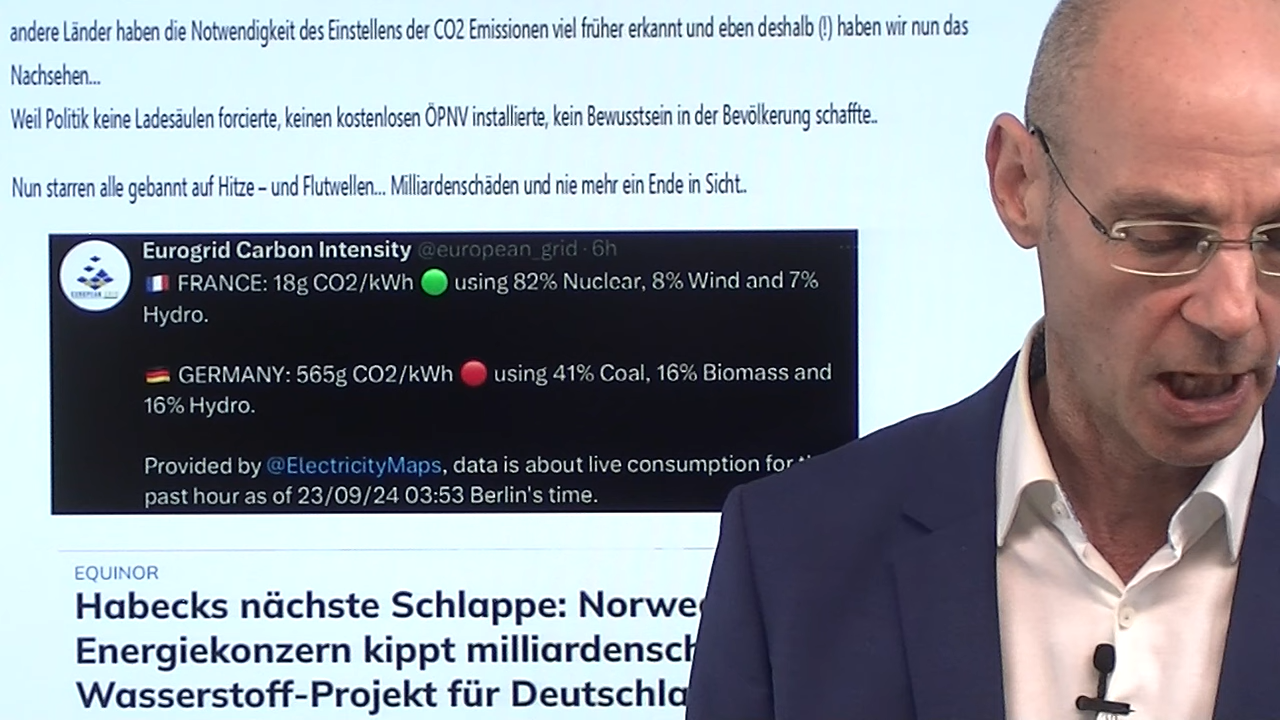 andere Länder haben die Notwendigkeit des Einstellens der CO2 Emissionen viel früher erkannt und eben deshalb (!) haben wir nun das
Nachsehen...
Weil Politik keine Ladesäulen forcierte, keinen kostenlosen ÖPNV installierte, kein Bewusstsein in der Bevölkerung schaffte..
Nun starren alle gebannt auf Hitze – und Flutwellen... Milliardenschäden und nie mehr ein Ende in Sicht..
Eurogrid Carbon Intensity @european_grid · 6h
FRANCE: 18g CO2/kWh using 82% Nuclear, 8% Wind and 7%
Hydro.
GERMANY: 565g CO2/kWh using 41% Coal, 16% Biomass and
16% Hydro.
Provided by @ElectricityMaps, data is about live consumption for
past hour as of 23/09/24 03:53 Berlin's time.
EQUINOR
Habecks nächste Schlappe:
Energiekonzern kippt
Wasserstoff-Projekt für